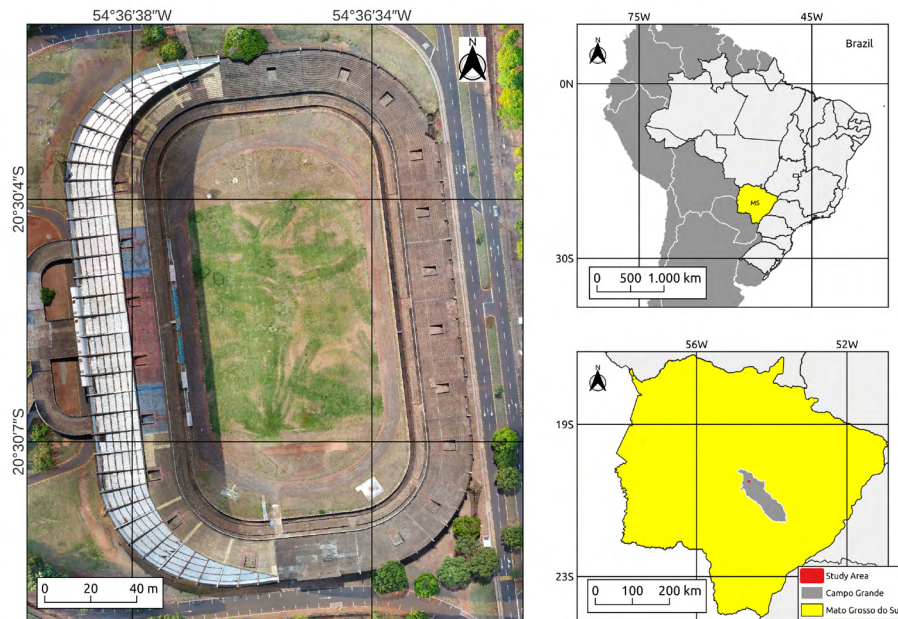 54°36'38"W 54°36'34"W
20°30'4"S
20°30'7"S
0 20 40 m
75W 45W
Brazil
0N
MS
30S
0 500 1.000 km
56W 52W
19S
23S
0 100 200 km
Study Area
Campo Grande
Mato Grosso do Su